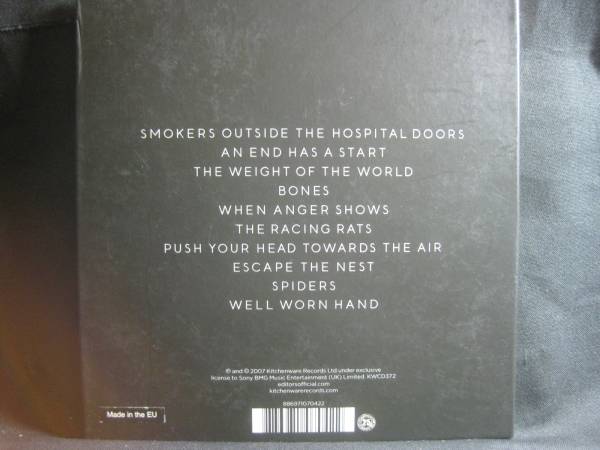 SMOKERS OUTSIDE THE HOSPITAL DOORS
AN END HAS A START
THE WEIGHT OF THE WORLD
BONES
WHEN ANGER SHOWS
THE RACING RATS
PUSH YOUR HEAD TOWARDS THE AIR
ESCAPE THE NEST
SPIDERS
WELL WORN HAND
℗ and © 2007 Kitchenware Records Ltd under exclusive
license to Sony BMG Music Entertainment (UK) Limited. KWCD372
editorsofficial.com
kitchenwarerecords.com
886971070422
Made in the EU